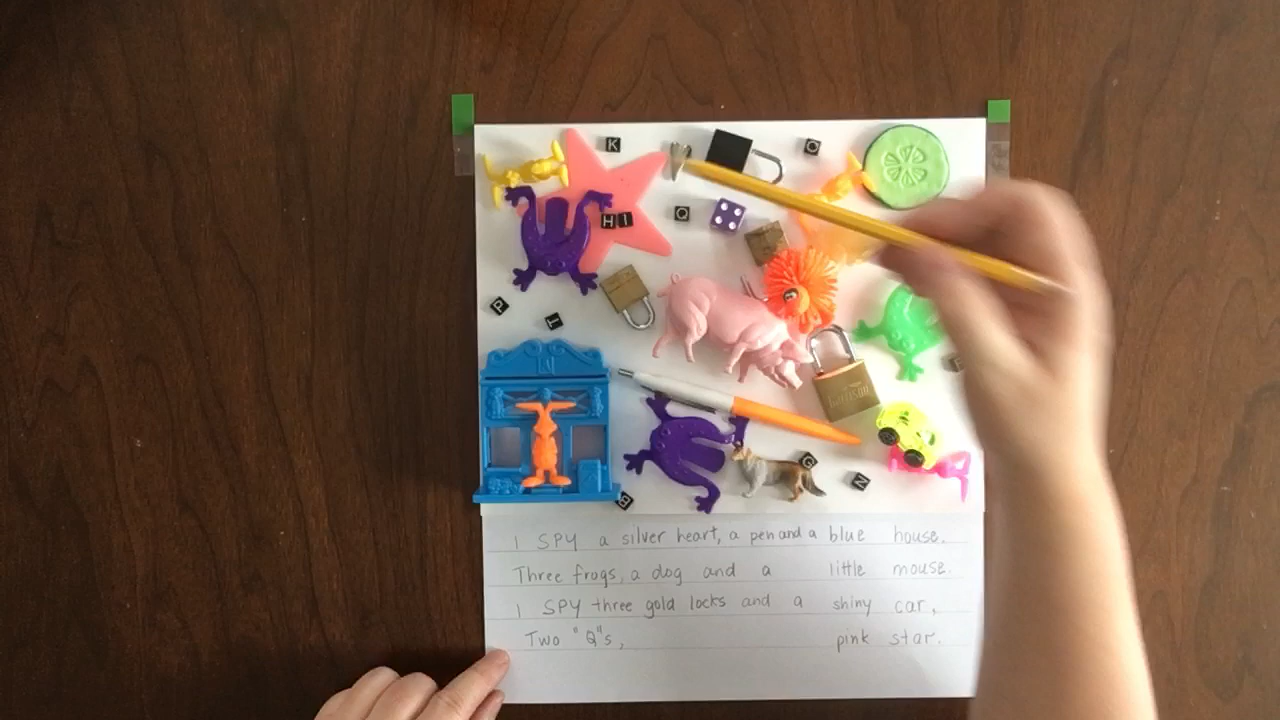 K
O
H I
Q
P
I
G
N
B
I SPY a silver heart, a pen and a blue house.
Three frogs, a dog and a little mouse.
I SPY three gold locks and a shiny car,
Two "Q"s, pink star.